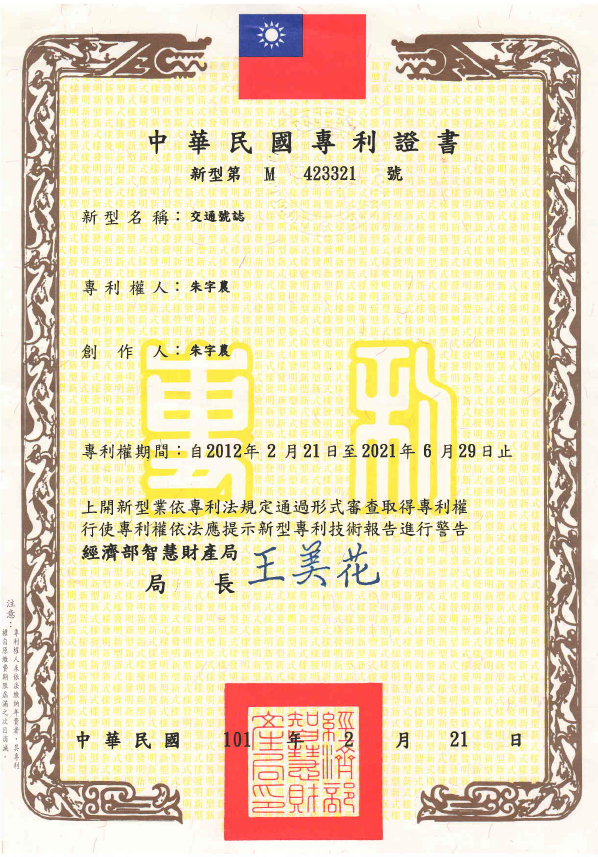 中華民國專利證書
新型第 M 423321 號
新型名稱：交通號誌
專利權人：朱宇農
創作人：朱宇農
專利
專利權期間：自2012年 2 月21日至2021年 6 月29日止
上開新型業依專利法規定通過形式審查取得專利權
行使專利權依法應提示新型專利技術報告進行警告
經濟部智慧財產局
局長 王美花
注意：專利權人未依法繳納年費者，其專利
權自原繳費期限屆滿之次日消滅。
經濟部
智慧財
產局印
中華民國 101 年 2 月 21 日